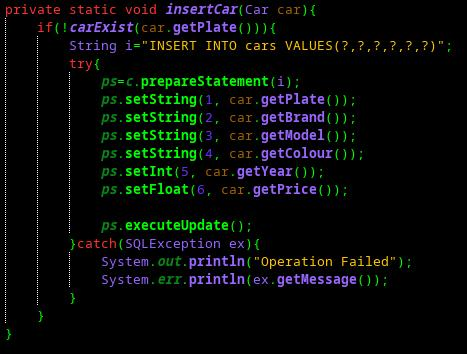 private static void insertCar(Car car){
if(!carExist(car.getPlate())){
String i="INSERT INTO cars VALUES(?,?,?,?,?,?)";
try{
ps=c.prepareStatement(i);
ps.setString(1, car.getPlate());
ps.setString(2, car.getBrand());
ps.setString(3, car.getModel());
ps.setString(4, car.getColour());
ps.setInt(5, car.getYear());
ps.setFloat(6, car.getPrice());
ps.executeUpdate();
}catch(SQLException ex){
System.out.println("Operation Failed");
System.err.println(ex.getMessage());
}
}
}